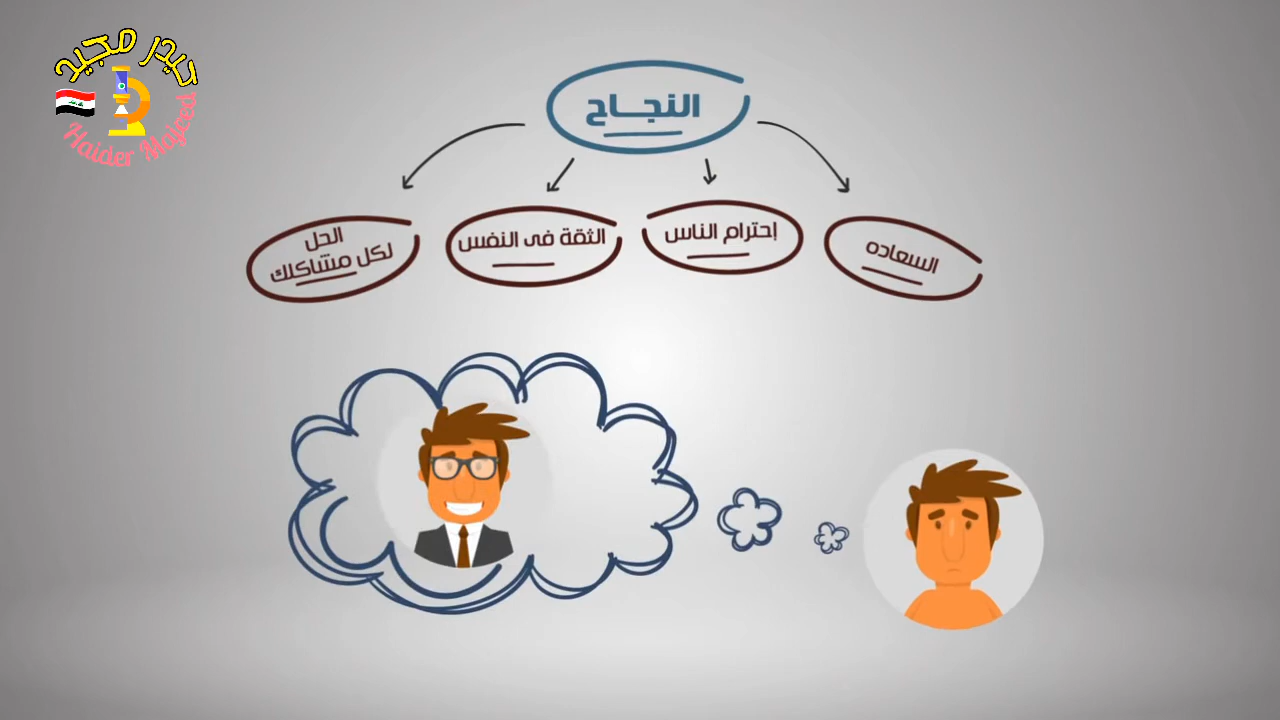 حيدر مجيد
Haider Majeed
النجاح
السعاده
إحترام الناس
الثقة فى النفس
الحل
لكل مشاكلك